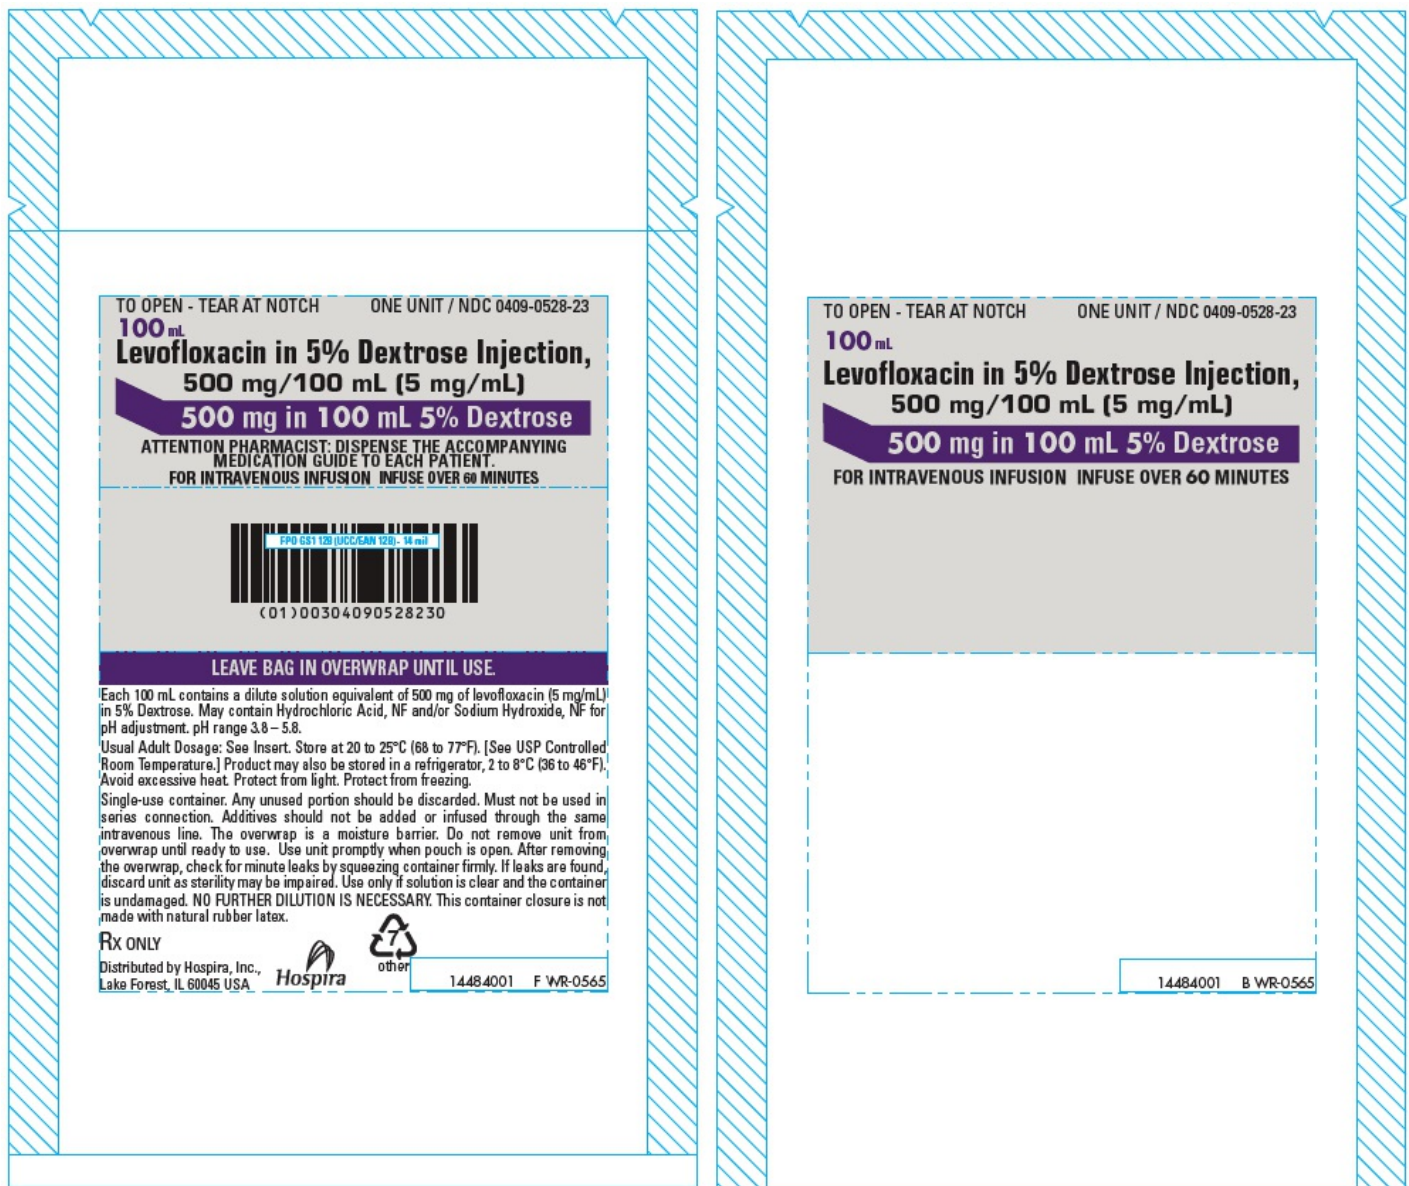 TO OPEN - TEAR AT NOTCH ONE UNIT / NDC 0409-0528-23
100 mL
Levofloxacin in 5% Dextrose Injection,
500 mg/100 mL (5 mg/mL)
500 mg in 100 mL 5% Dextrose
ATTENTION PHARMACIST: DISPENSE THE ACCOMPANYING
MEDICATION GUIDE TO EACH PATIENT.
FOR INTRAVENOUS INFUSION INFUSE OVER 60 MINUTES
FPO GS1 128 (UCC/EAN 128) - 14 mil
(01)00304090528230
LEAVE BAG IN OVERWRAP UNTIL USE.
Each 100 mL contains a dilute solution equivalent of 500 mg of levofloxacin (5 mg/mL)
in 5% Dextrose. May contain Hydrochloric Acid, NF and/or Sodium Hydroxide, NF for
pH adjustment. pH range 3.8 – 5.8.
Usual Adult Dosage: See Insert. Store at 20 to 25°C (68 to 77°F). [See USP Controlled
Room Temperature.] Product may also be stored in a refrigerator, 2 to 8°C (36 to 46°F).
Avoid excessive heat. Protect from light. Protect from freezing.
Single-use container. Any unused portion should be discarded. Must not be used in
series connection. Additives should not be added or infused through the same
intravenous line. The overwrap is a moisture barrier. Do not remove unit from
overwrap until ready to use. Use unit promptly when pouch is open. After removing
the overwrap, check for minute leaks by squeezing container firmly. If leaks are found,
discard unit as sterility may be impaired. Use only if solution is clear and the container
is undamaged. NO FURTHER DILUTION IS NECESSARY. This container closure is not
made with natural rubber latex.
RX ONLY
Distributed by Hospira, Inc.,
Lake Forest, IL 60045 USA
Hospira
7
other
14484001 F WR-0565
TO OPEN - TEAR AT NOTCH ONE UNIT / NDC 0409-0528-23
100 mL
Levofloxacin in 5% Dextrose Injection,
500 mg/100 mL (5 mg/mL)
500 mg in 100 mL 5% Dextrose
FOR INTRAVENOUS INFUSION INFUSE OVER 60 MINUTES
14484001 B WR-0565